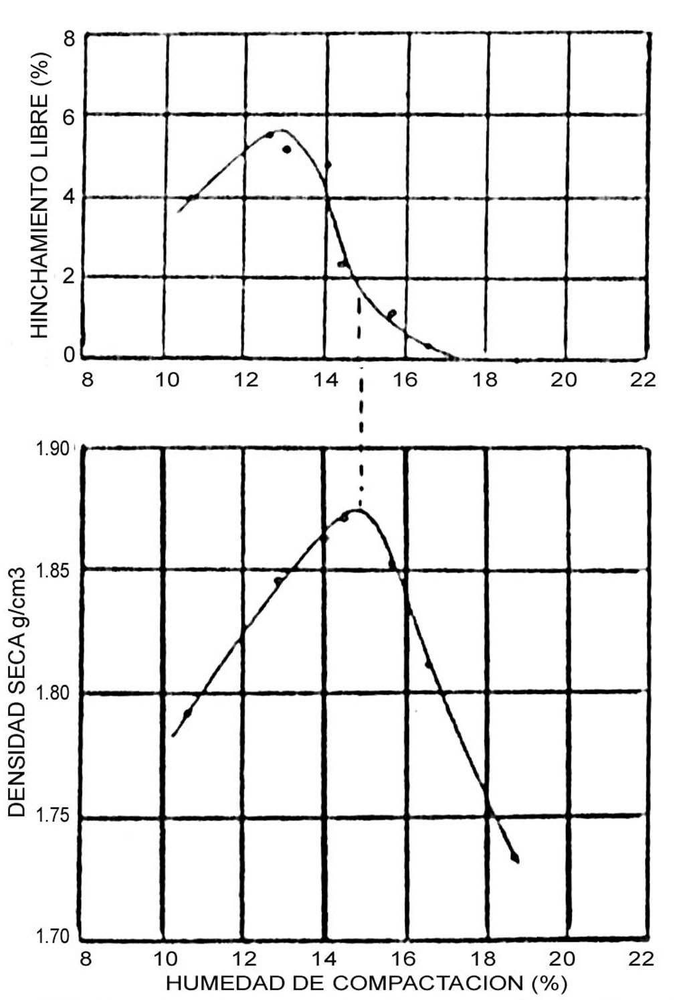 HINCHAMIENTO LIBRE (%)
8
6
4
2
0
8 10 12 14 16 18 20 22
DENSIDAD SECA g/cm3
1.90
1.85
1.80
1.75
1.70
8 10 12 14 16 18 20 22
HUMEDAD DE COMPACTACION (%)